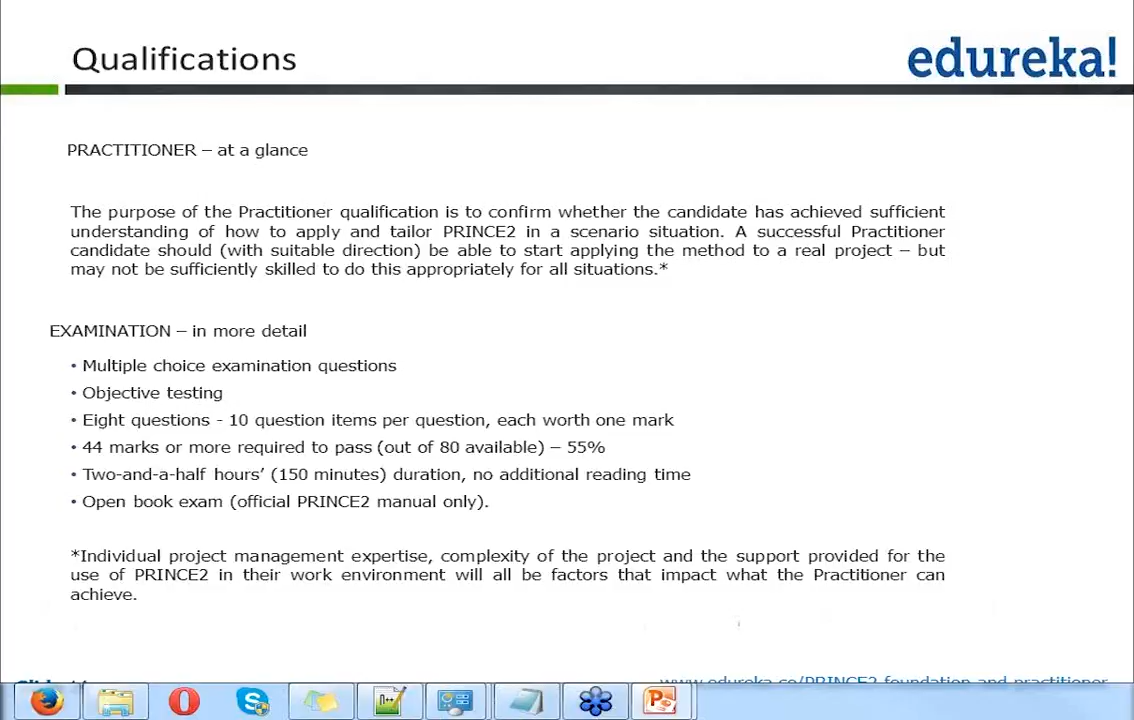 Qualifications
edureka!
PRACTITIONER – at a glance
The purpose of the Practitioner qualification is to confirm whether the candidate has achieved sufficient
understanding of how to apply and tailor PRINCE2 in a scenario situation. A successful Practitioner
candidate should (with suitable direction) be able to start applying the method to a real project – but
may not be sufficiently skilled to do this appropriately for all situations.*
EXAMINATION – in more detail
• Multiple choice examination questions
• Objective testing
• Eight questions - 10 question items per question, each worth one mark
• 44 marks or more required to pass (out of 80 available) – 55%
• Two-and-a-half hours’ (150 minutes) duration, no additional reading time
• Open book exam (official PRINCE2 manual only).
*Individual project management expertise, complexity of the project and the support provided for the
use of PRINCE2 in their work environment will all be factors that impact what the Practitioner can
achieve.
www.edureka.co/PRINCE2-foundation-and-practitioner